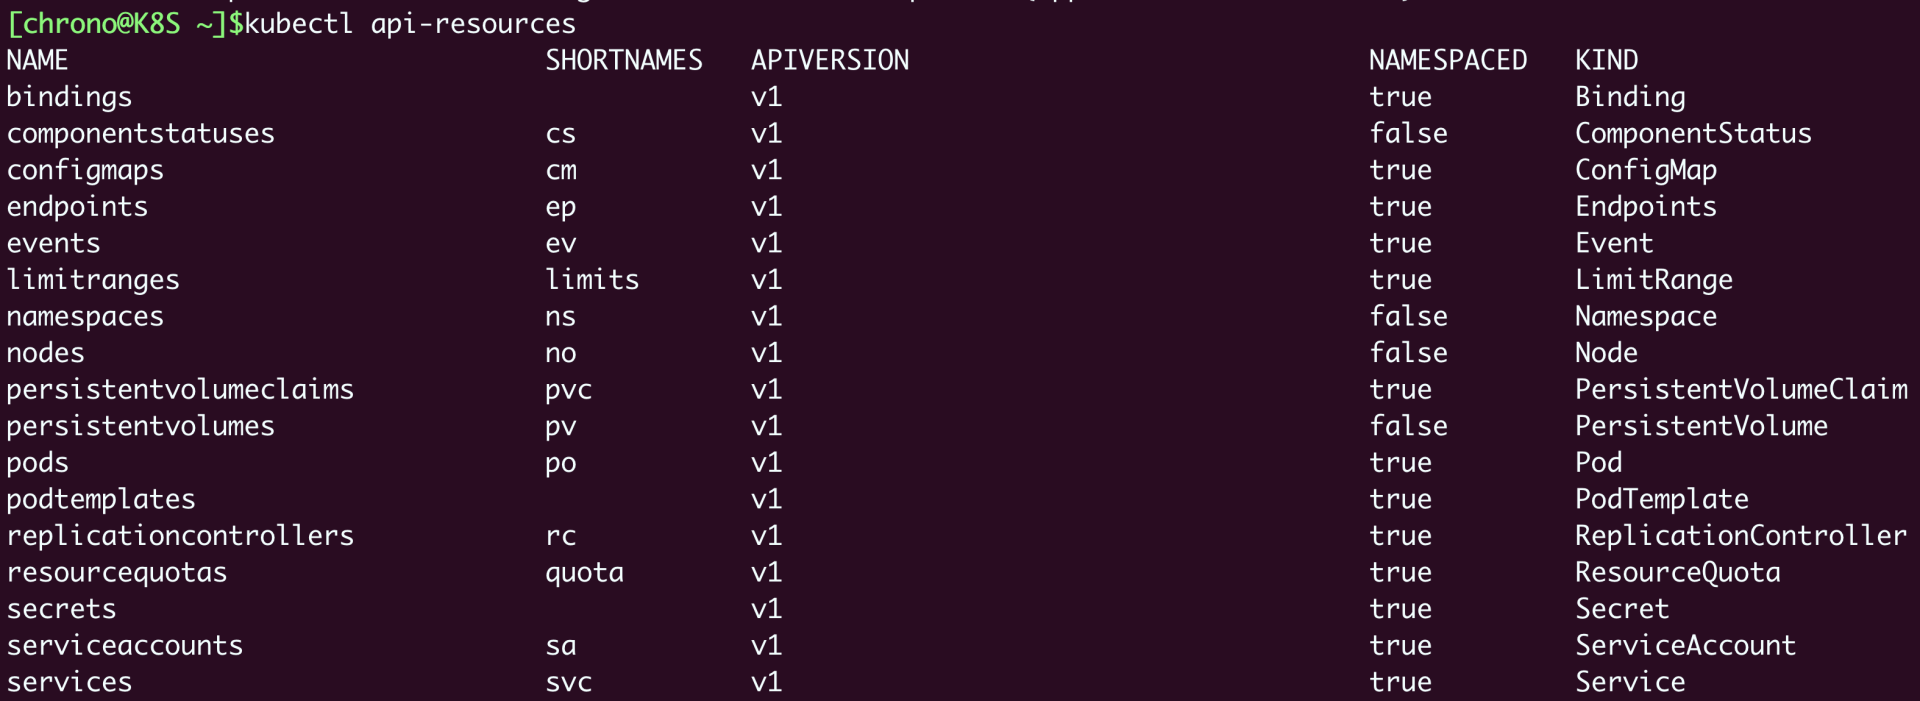 [chrono@K8S ~]$kubectl api-resources
NAME SHORTNAMES APIVERSION NAMESPACED KIND
bindings v1 true Binding
componentstatuses cs v1 false ComponentStatus
configmaps cm v1 true ConfigMap
endpoints ep v1 true Endpoints
events ev v1 true Event
limitranges limits v1 true LimitRange
namespaces ns v1 false Namespace
nodes no v1 false Node
persistentvolumeclaims pvc v1 true PersistentVolumeClaim
persistentvolumes pv v1 false PersistentVolume
pods po v1 true Pod
podtemplates v1 true PodTemplate
replicationcontrollers rc v1 true ReplicationController
resourcequotas quota v1 true ResourceQuota
secrets v1 true Secret
serviceaccounts sa v1 true ServiceAccount
services svc v1 true Service